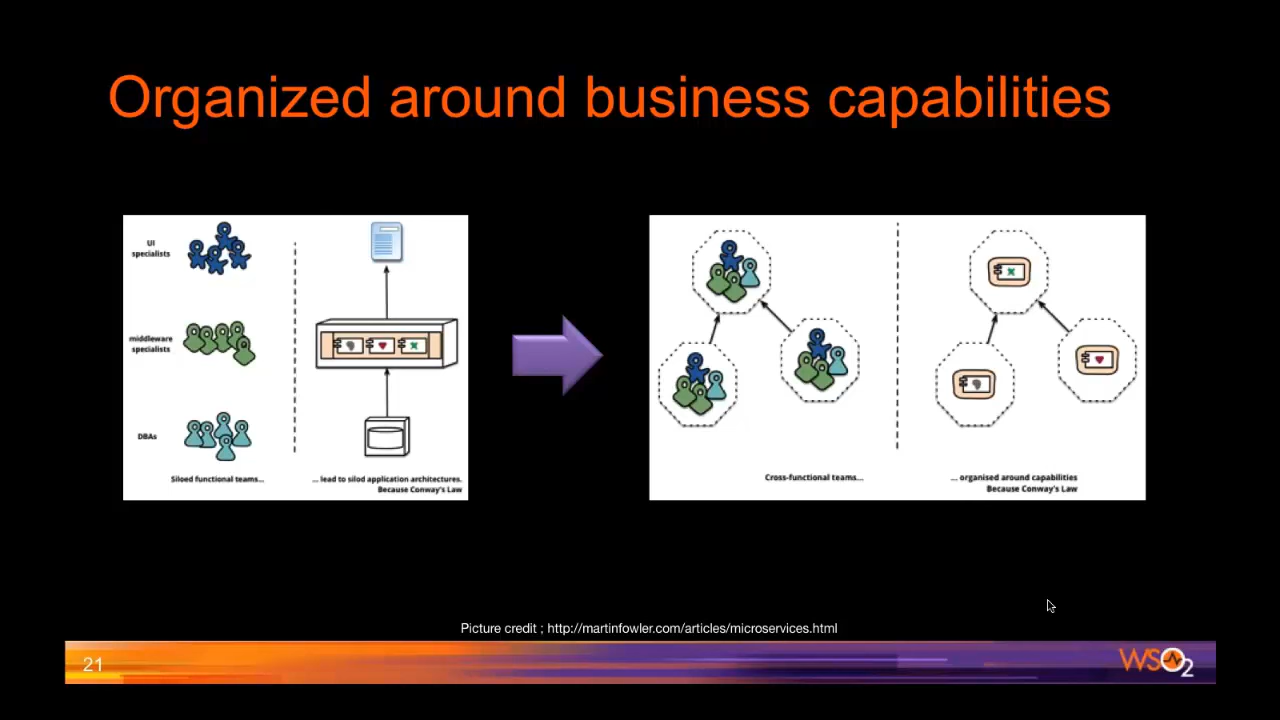 Organized around business capabilities
UI
specialists
middleware
specialists
DBAs
Siloed functional teams...
... lead to silod application architectures.
Because Conway's Law
Cross-functional teams...
... organised around capabilities
Because Conway's Law
Picture credit ; http://martinfowler.com/articles/microservices.html
21
WSO2